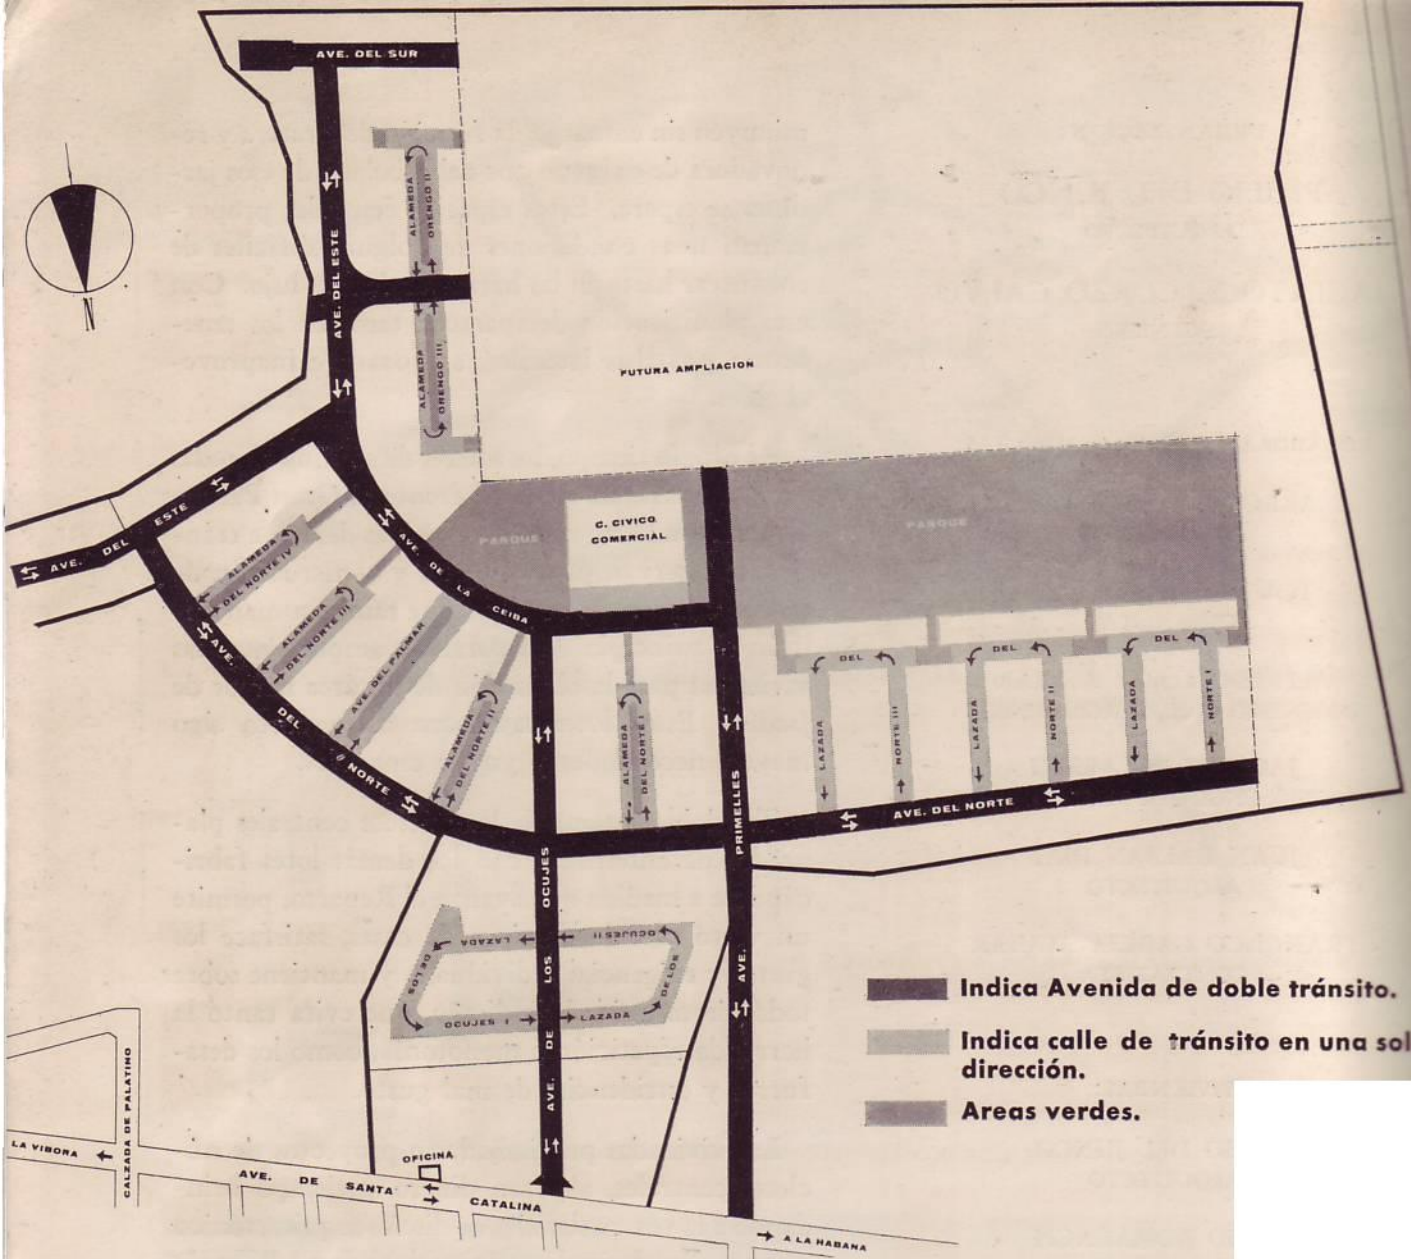 AVE. DEL SUR
AVE. DEL ESTE
ALAMEDA
ORENGO II
ALAMEDA
ORENGO III
N
FUTURA AMPLIACION
AVE. DEL ESTE
ALAMEDA
DEL NORTE IV
ALAMEDA
DEL NORTE III
AVE. DEL PALMAR
ALAMEDA
DEL NORTE II
AVE. DE LA CEIBA
PARQUE
C. CIVICO
COMERCIAL
PARQUE
AVE. DEL NORTE
ALAMEDA
DEL NORTE I
LAZADA
DEL
NORTE III
LAZADA
DEL
NORTE II
LAZADA
DEL
NORTE I
AVE. DEL NORTE
AVE. PRIMELLES
AVE. DE LOS OCUJES
LAZADA
DE LOS
OCUJES I
LAZADA
DE LOS
OCUJES II
CALZADA DE PALATINO
LA VIBORA
OFICINA
AVE. DE SANTA CATALINA
A LA HABANA
Indica Avenida de doble tránsito.
Indica calle de tránsito en una sol
dirección.
Areas verdes.